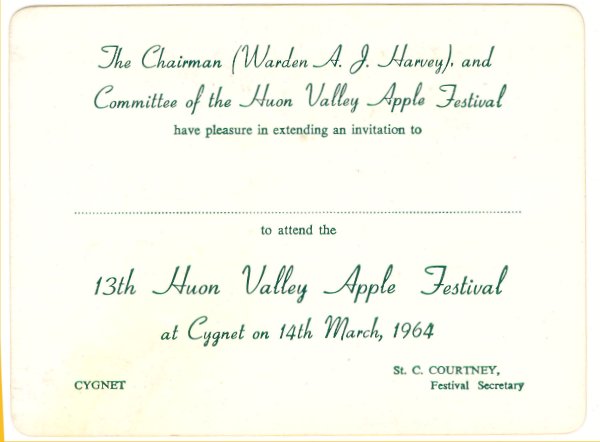 The Chairman (Warden A. J. Harvey), and
Committee of the Huon Valley Apple Festival
have pleasure in extending an invitation to
to attend the
13th Huon Valley Apple Festival
at Cygnet on 14th March, 1964
St. C. COURTNEY,
CYGNET Festival Secretary